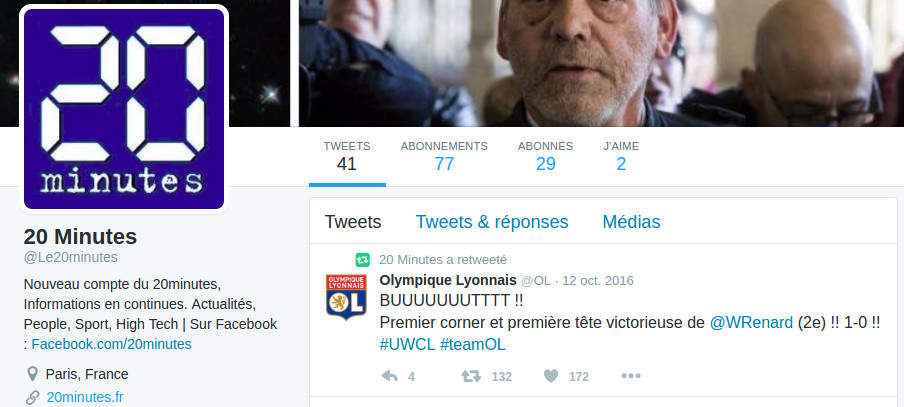 20
minutes
TWEETS
41
ABONNEMENTS
77
ABONNÉS
29
J'AIME
2
20 Minutes
@Le20minutes
Nouveau compte du 20minutes,
Informations en continues. Actualités,
People, Sport, High Tech | Sur Facebook
: Facebook.com/20minutes
Paris, France
20minutes.fr
Tweets
Tweets & réponses
Médias
20 Minutes a retweeté
OLYMPIQUE
LYONNAIS
OL
Olympique Lyonnais @OL · 12 oct. 2016
BUUUUUUUTTTT !!
Premier corner et première tête victorieuse de @WRenard (2e) !! 1-0 !!
#UWCL #teamOL
4
132
172